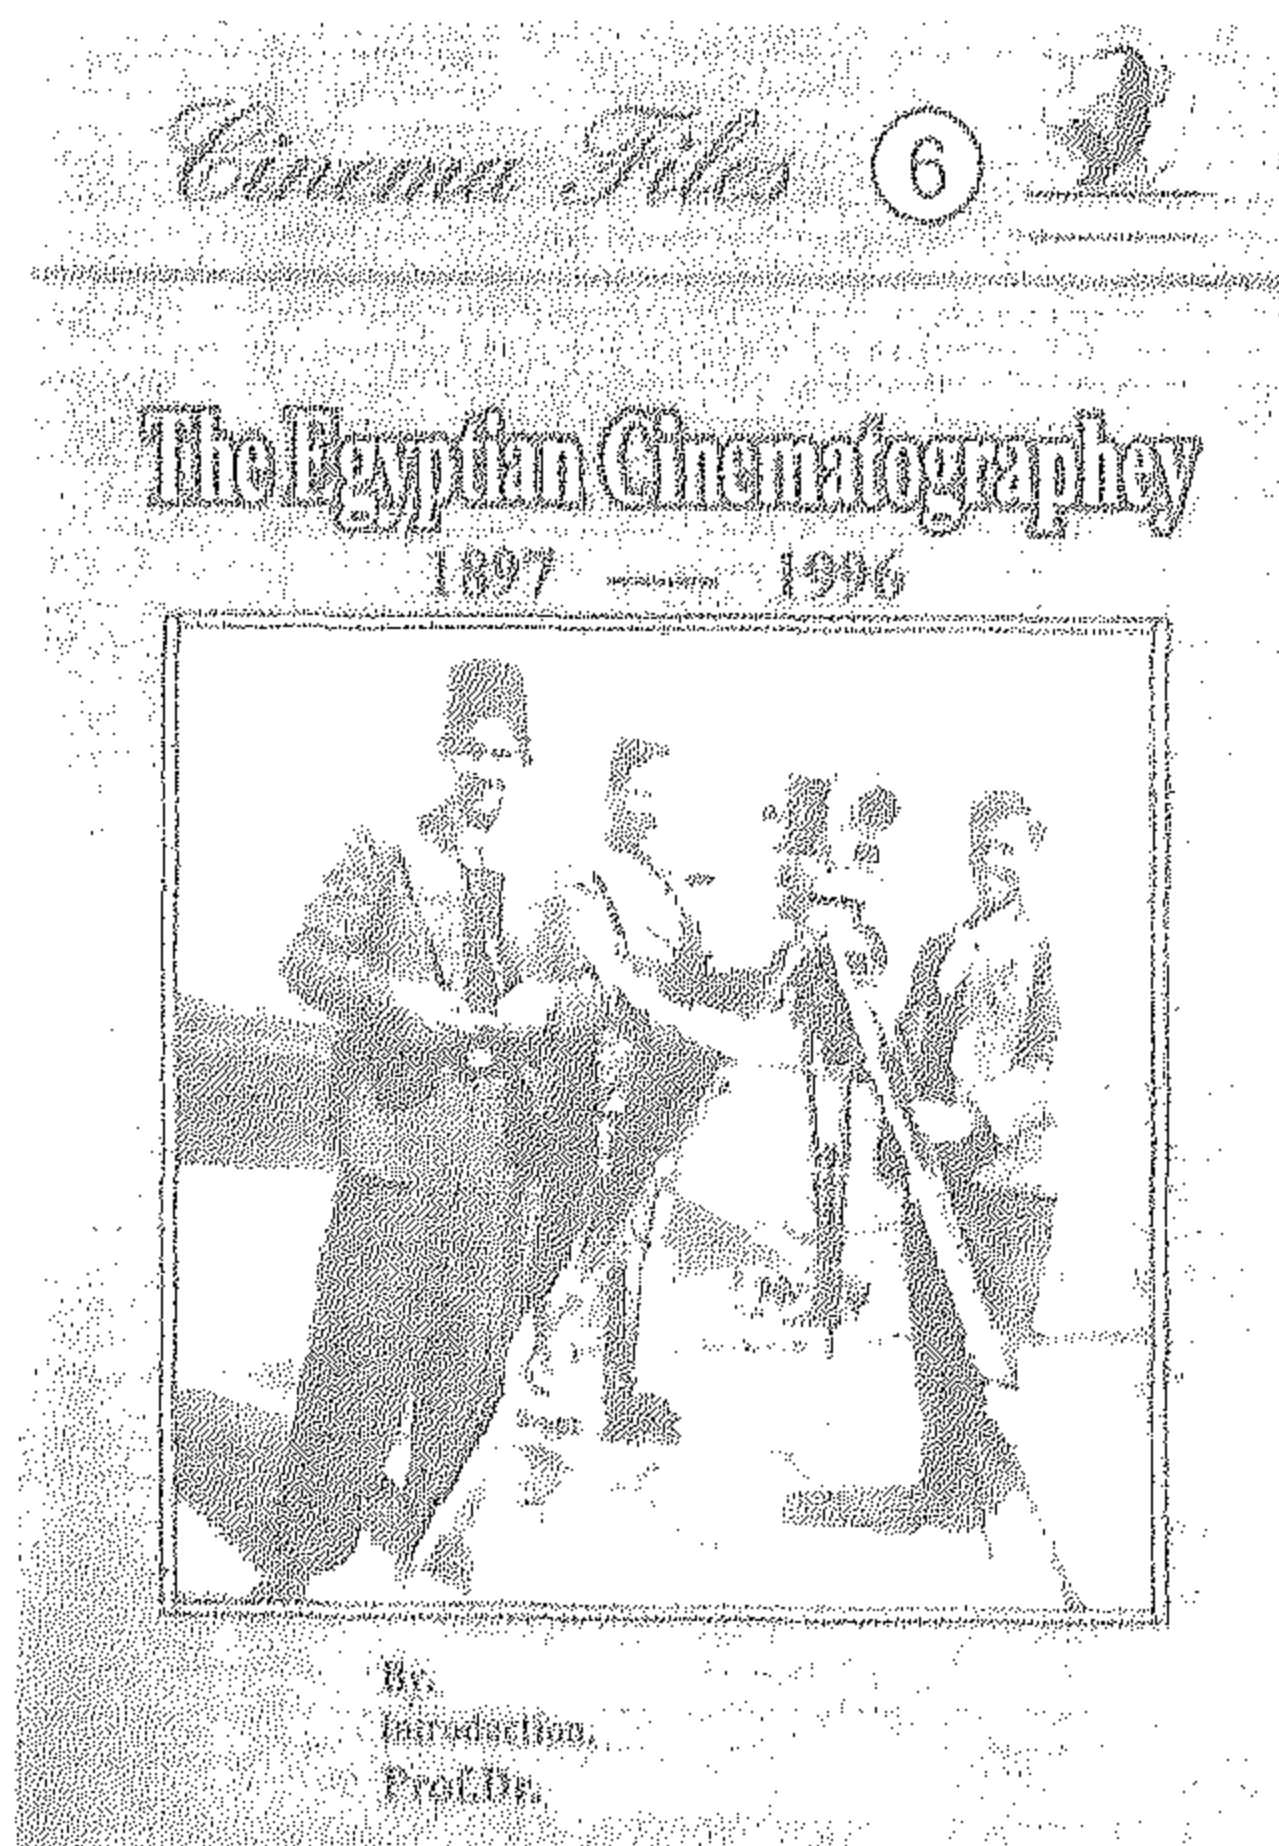 Cinema Files 6
The Egyptian Cinematographey
1897 — 1996
By.
Introduction.
Prof.Dr.